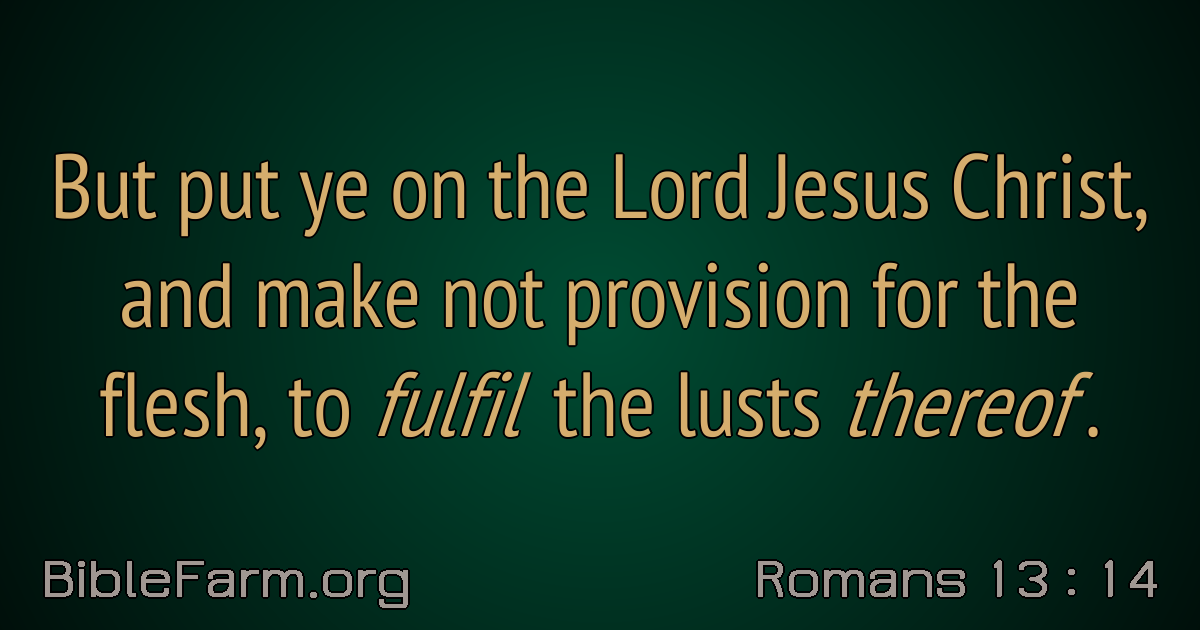 But put ye on the Lord Jesus Christ,
and make not provision for the
flesh, to fulfil the lusts thereof.
BibleFarm.org
Romans 13:14